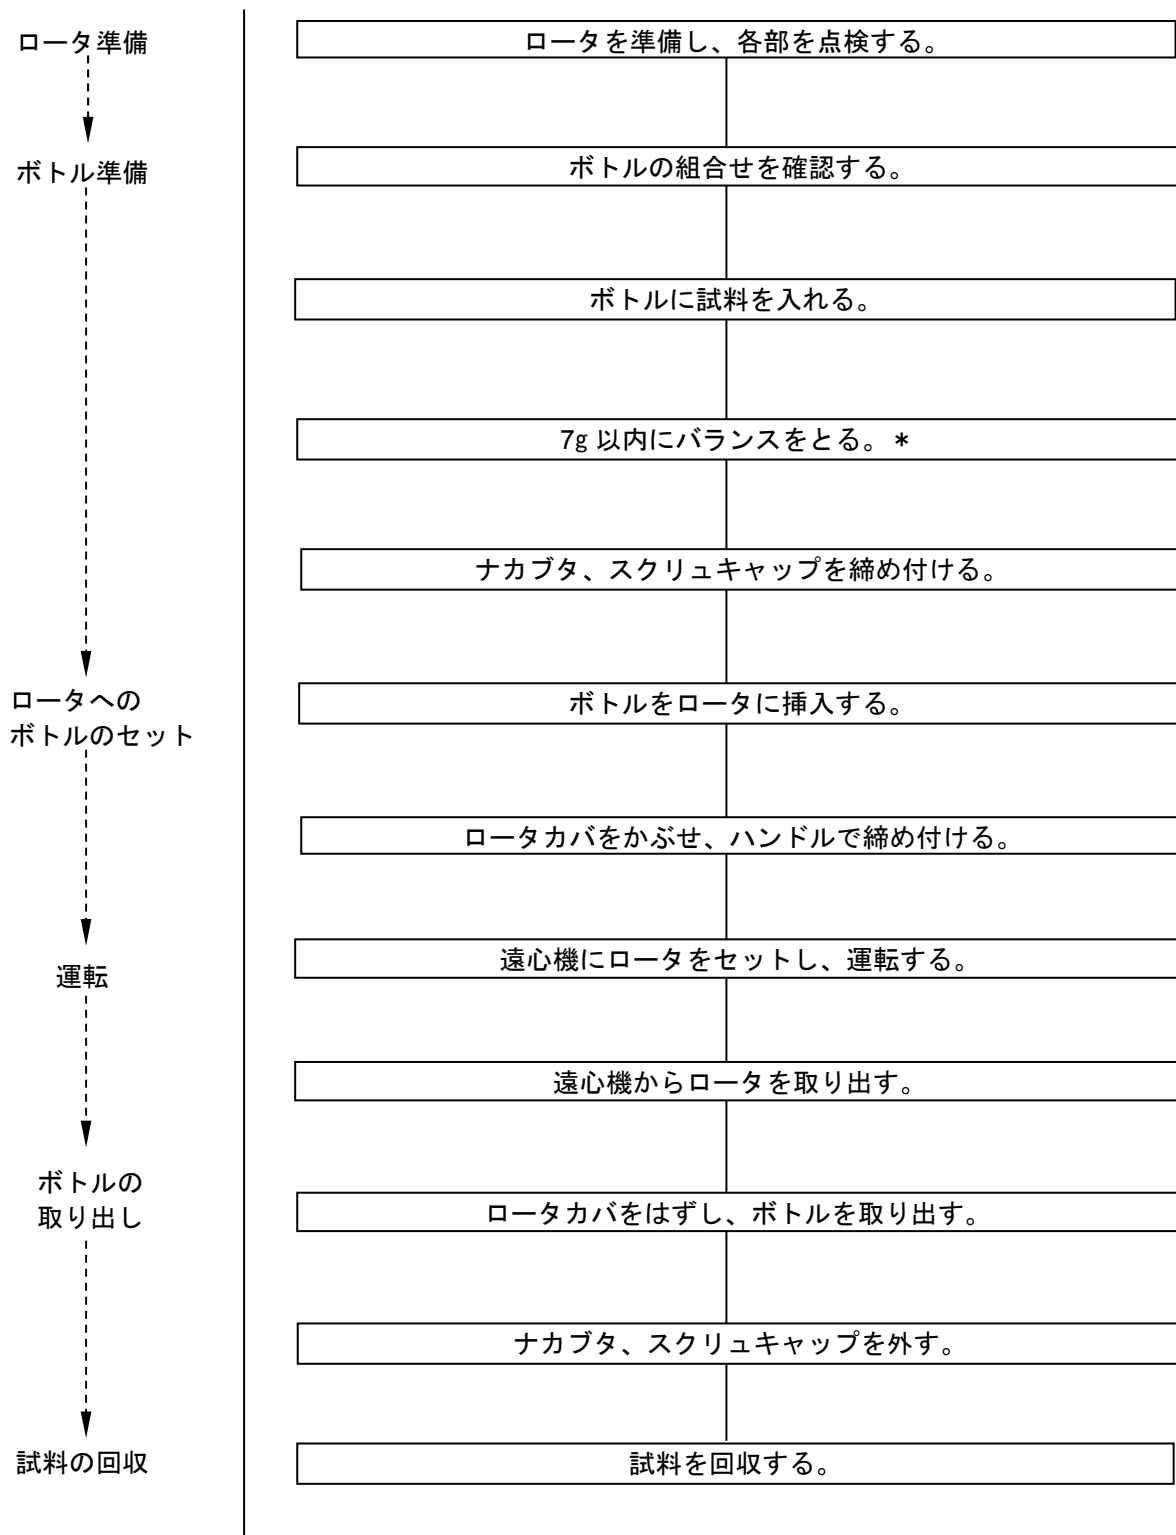 ロータ準備
ロータを準備し、各部を点検する。
ボトル準備
ボトルの組合せを確認する。
ボトルに試料を入れる。
7g 以内にバランスをとる。*
ナカブタ、スクリュキャップを締め付ける。
ロータへの
ボトルのセット
ボトルをロータに挿入する。
ロータカバをかぶせ、ハンドルで締め付ける。
運転
遠心機にロータをセットし、運転する。
遠心機からロータを取り出す。
ボトルの
取り出し
ロータカバをはずし、ボトルを取り出す。
ナカブタ、スクリュキャップを外す。
試料の回収
試料を回収する。